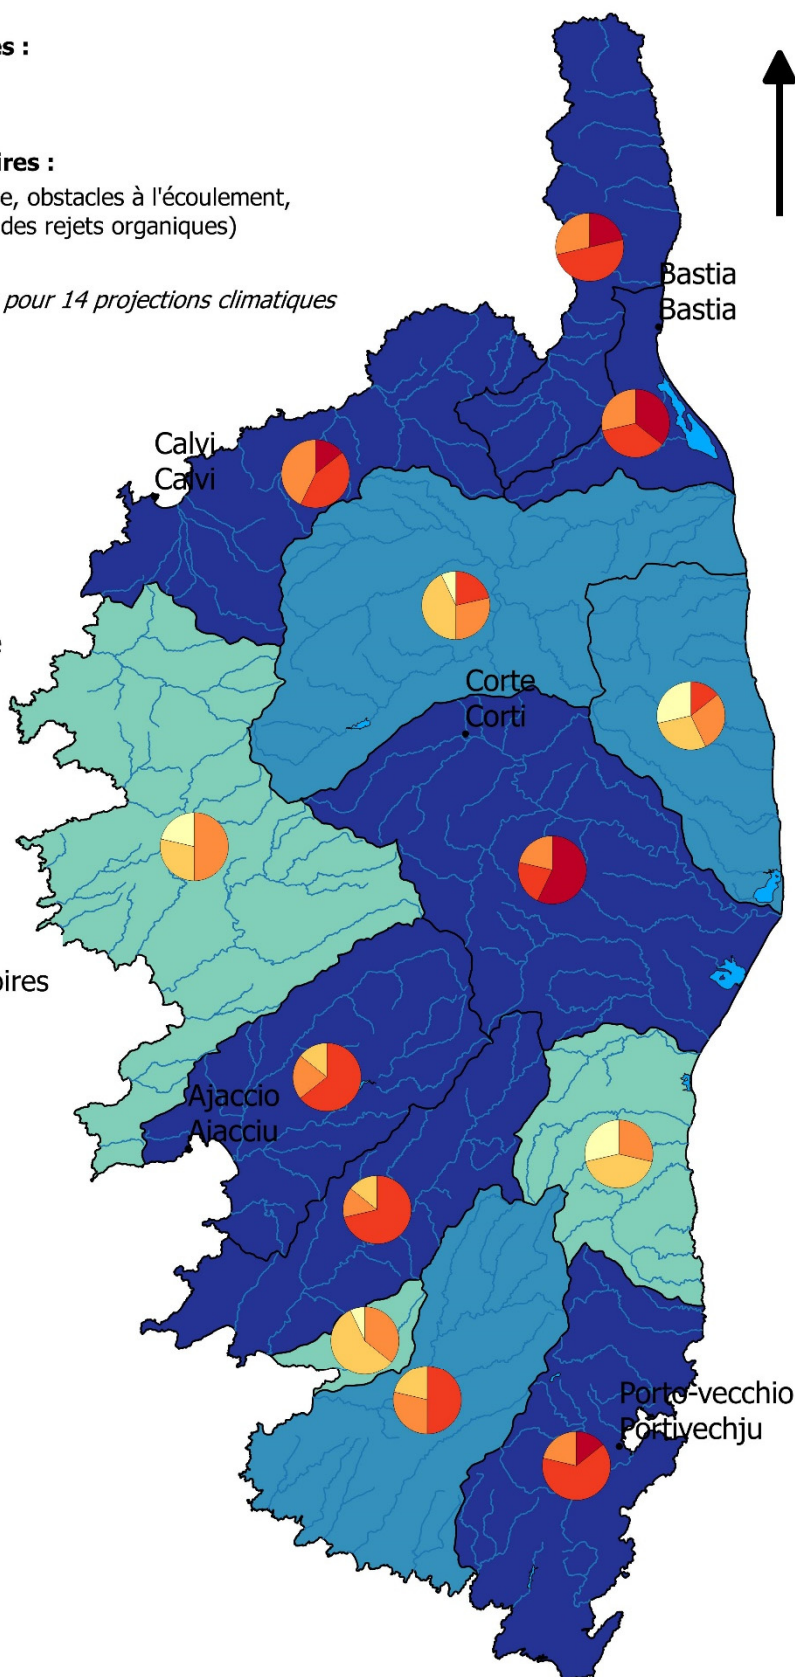 es :
ires :
e, obstacles à l'écoulement,
des rejets organiques)
pour 14 projections climatiques
Bastia
Bastia
Calvi
Calvi
e
Corte
Corti
oires
Ajaccio
Ajacciu
Porto-vecchio
Portivechju